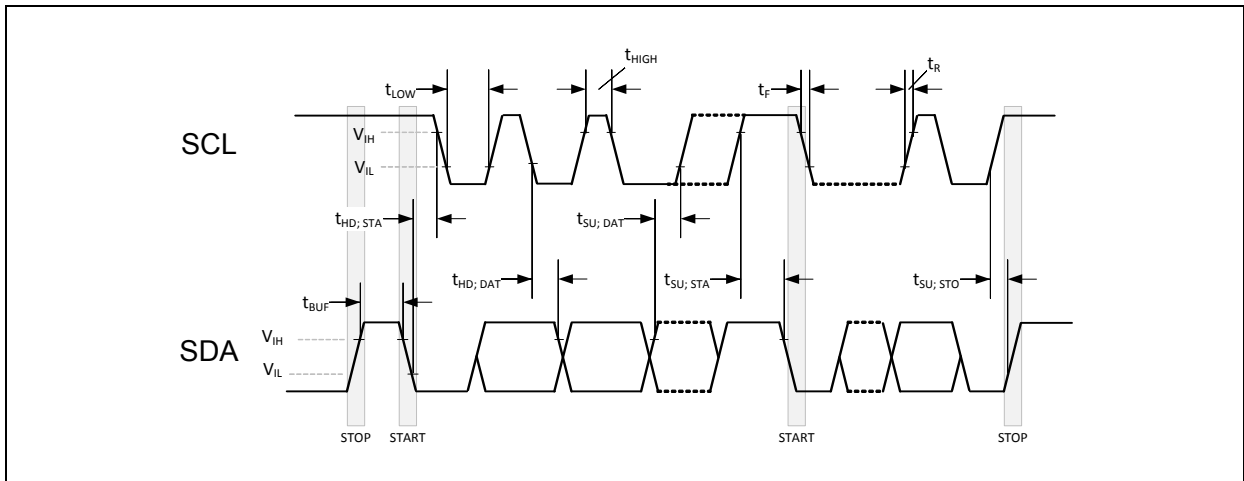 tHIGH
tR
tLOW
tF
SCL
VIH
VIL
tHD; STA
tSU; DAT
tHD; DAT
tSU; STA
tSU; STO
tBUF
VIH
SDA
VIL
STOP
START
START
STOP